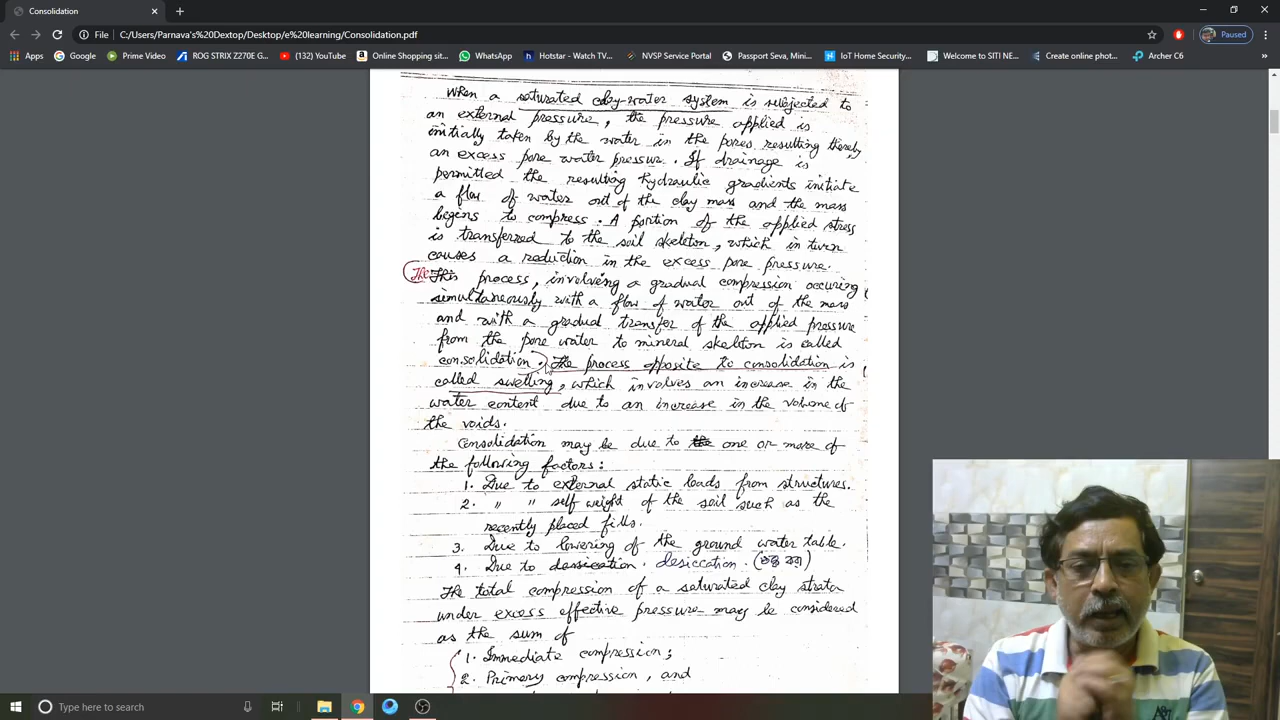 Consolidation
File C:/Users/Parnava's%20Dextop/Desktop/e%20learning/Consolidation.pdf
Paused
Apps Google Prime Video ROG STRIX Z270E G... (132) YouTube Online Shopping sit... WhatsApp Hotstar - Watch TV... NVSP Service Portal Passport Seva, Mini... IoT Home Security... Welcome to SITI NE... Create online phot... Archer C6
When a saturated clay-water system is subjected to
an external pressure, the pressure applied is
initially taken by the water in the pores resulting thereby
an excess pore water pressur. If drainage is
permitted the resulting hydraulic gradients initiate
a flow of water out of the clay mass and the mass
begins to compress. A portion of the applied stress
is transferred to the soil skeleton, which in turn
causes a reduction in the excess pore pressure.
The This process, involving a gradual compression occuring
simultaneously with a flow of water out of the mass
and with a gradual transfer of the applied pressure
from the pore water to mineral skeleton is called
consolidation. The process opposite to consolidation is
called swelling, which involves an increase in the
water content due to an increase in the volume of
the voids.
Consolidation may be due to the one or more of
the following factors:
1. Due to external static loads from structures.
2. " " self weight of the soil such as the
recently placed fills.
3. Due to lowering of the ground water table.
4. Due to dessecation. desiccation.
The total compression of a saturated clay strata
under excess effective pressure may be considered
as the sum of
1. Immediate compression;
2. Primary compression, and
Type here to search